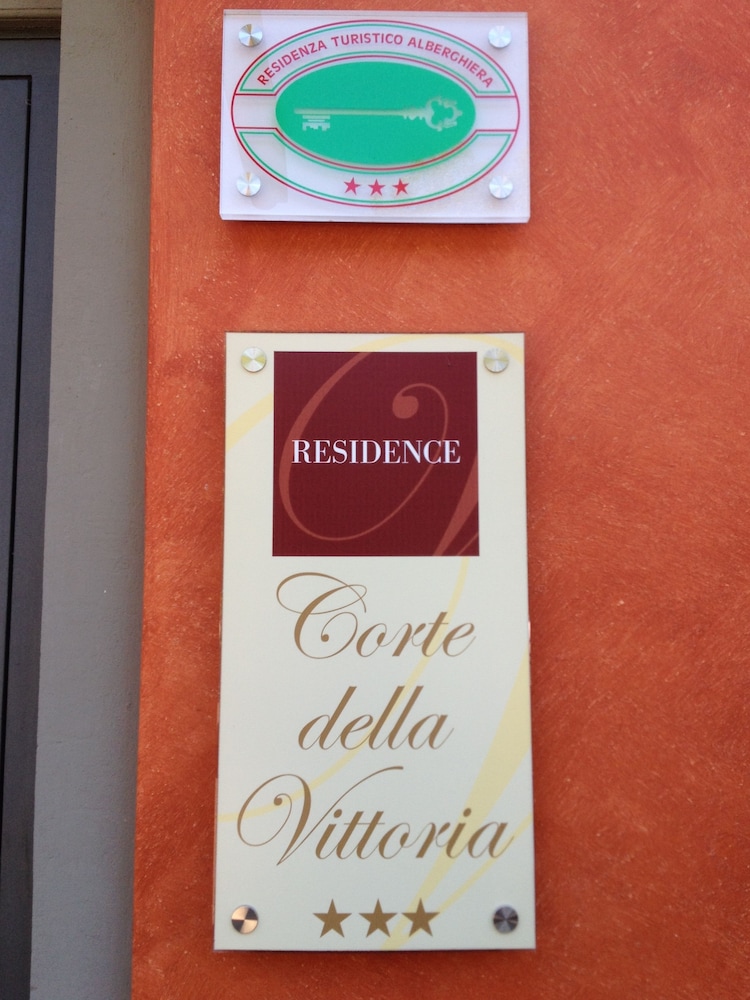 RESIDENZA TURISTICO ALBERGHIERA
RESIDENCE
Corte
della
Vittoria